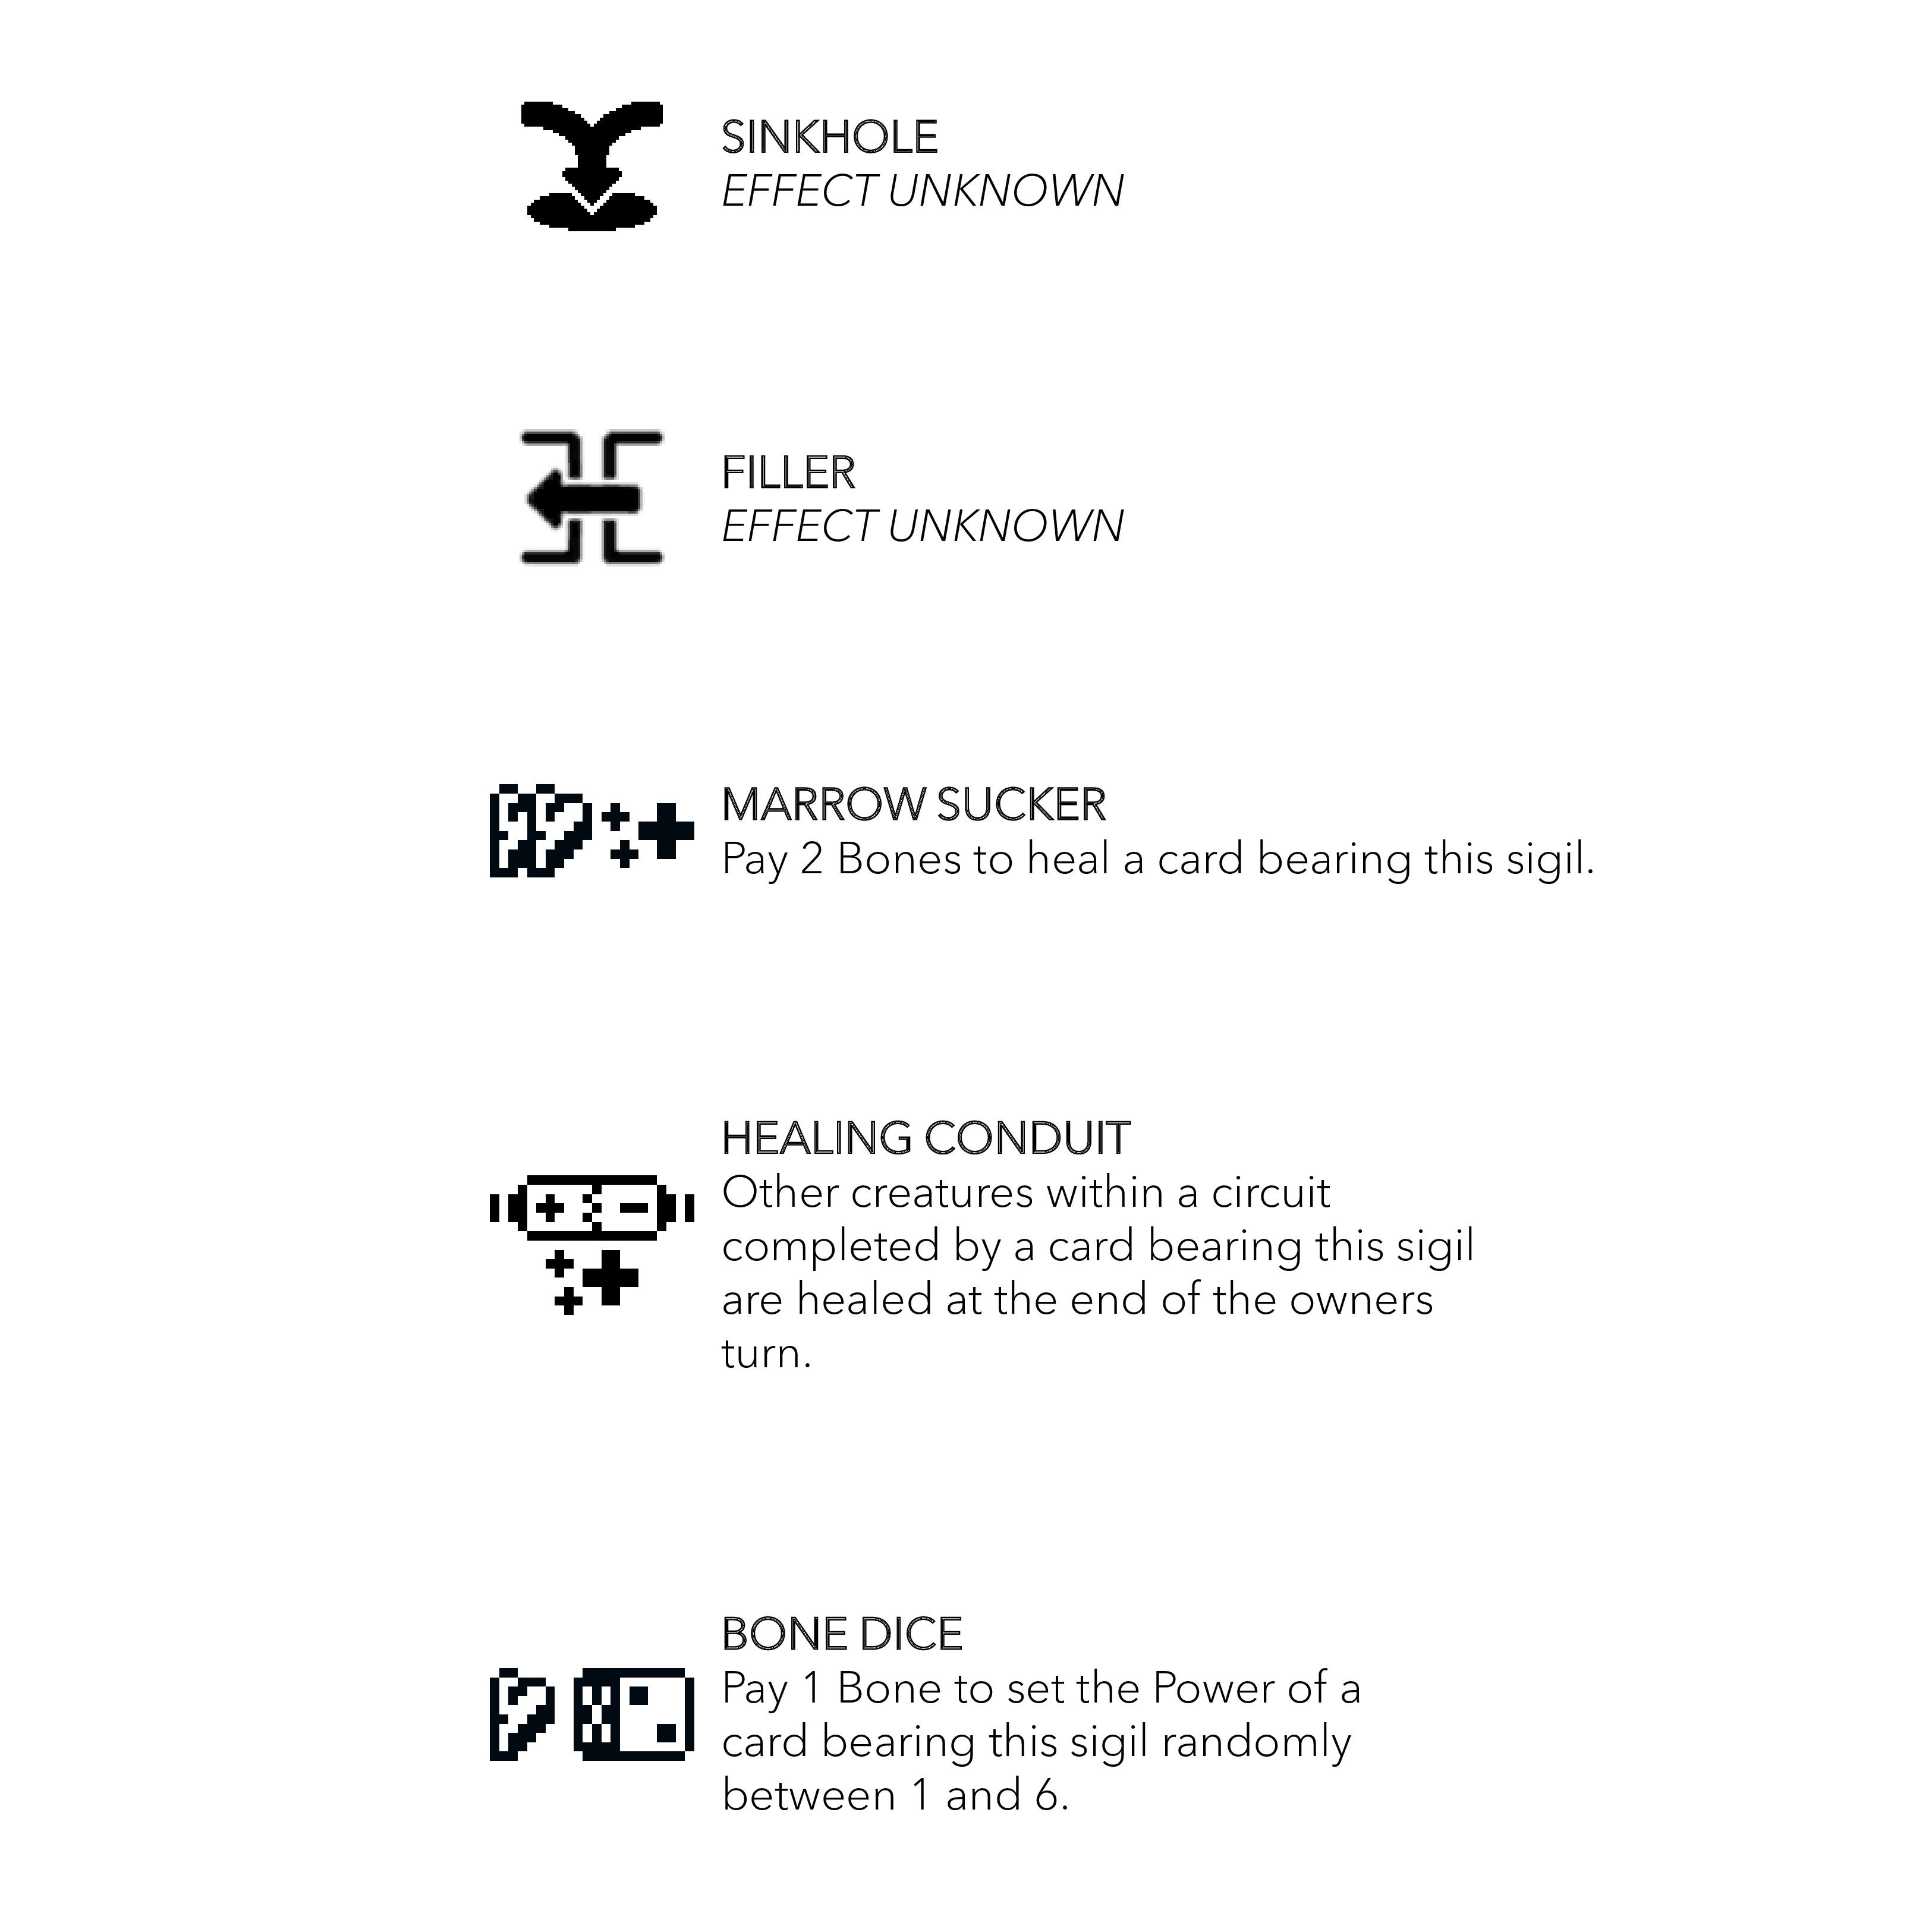 SINKHOLE
EFFECT UNKNOWN
FILLER
EFFECT UNKNOWN
MARROW SUCKER
Pay 2 Bones to heal a card bearing this sigil.
HEALING CONDUIT
Other creatures within a circuit
completed by a card bearing this sigil
are healed at the end of the owners
turn.
BONE DICE
Pay 1 Bone to set the Power of a
card bearing this sigil randomly
between 1 and 6.